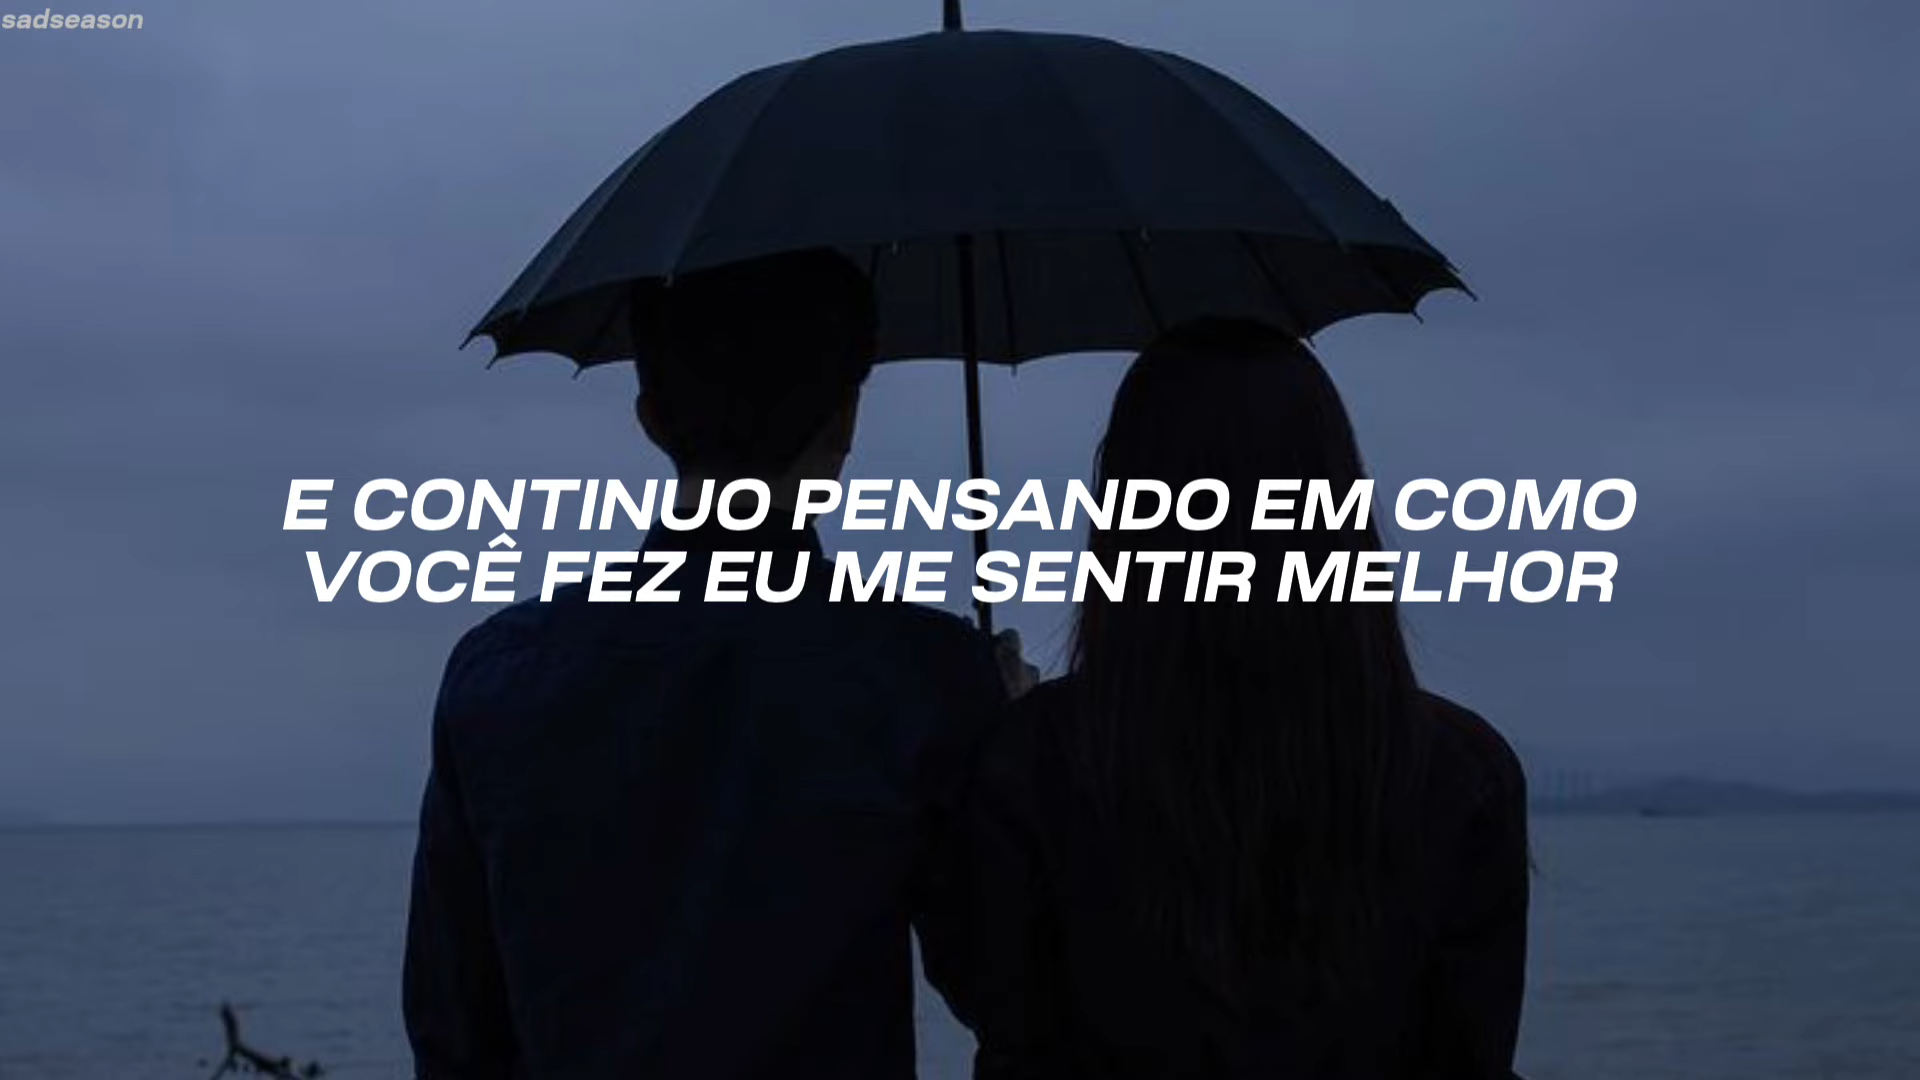 sadseason
E CONTINUO PENSANDO EM COMO
VOCÊ FEZ EU ME SENTIR MELHOR